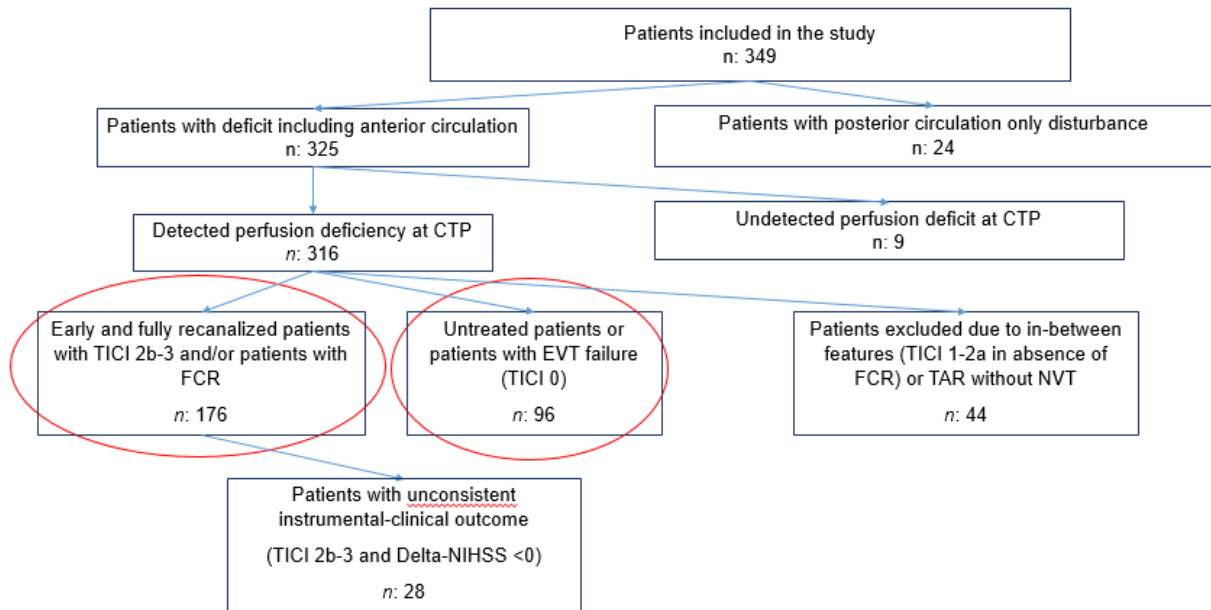 Patients included in the study
n: 349
Patients with deficit including anterior circulation
n: 325
Patients with posterior circulation only disturbance
n: 24
Detected perfusion deficiency at CTP
n: 316
Undetected perfusion deficit at CTP
n: 9
Early and fully recanalized patients
with TICI 2b-3 and/or patients with
FCR
n: 176
Untreated patients or
patients with EVT failure
(TICI 0)
n: 96
Patients excluded due to in-between
features (TICI 1-2a in absence of
FCR) or TAR without NVT
n: 44
Patients with unconsistent
instrumental-clinical outcome
(TICI 2b-3 and Delta-NIHSS <0)
n: 28